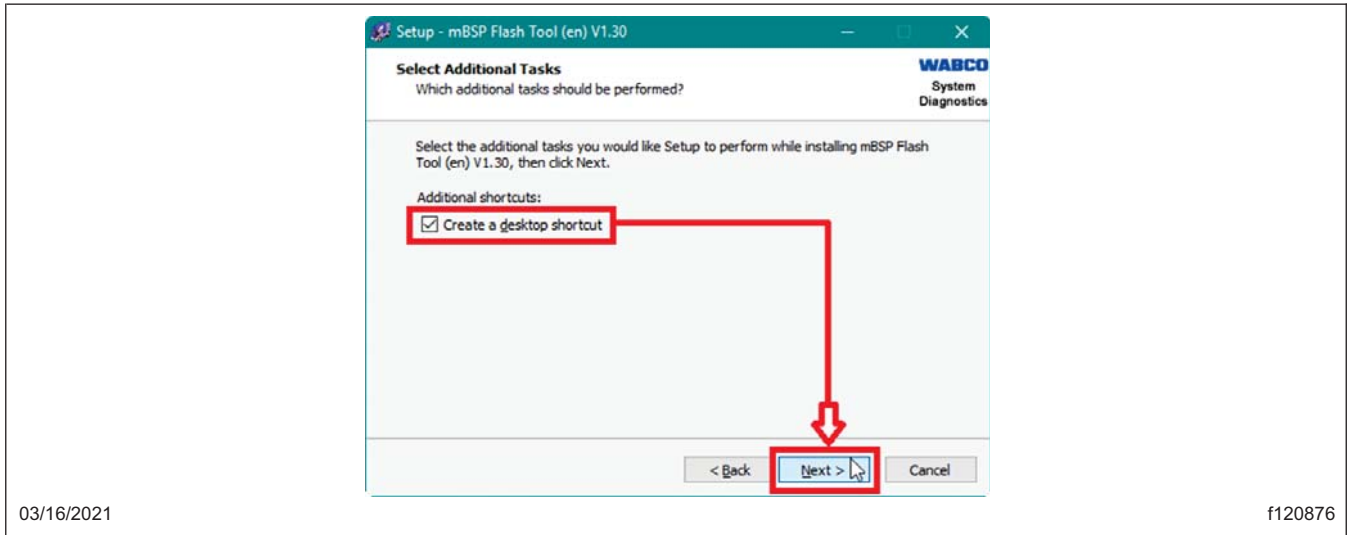 Setup - mBSP Flash Tool (en) V1.30
Select Additional Tasks
Which additional tasks should be performed?
WABCO
System
Diagnostics
Select the additional tasks you would like Setup to perform while installing mBSP Flash
Tool (en) V1.30, then click Next.
Additional shortcuts:
Create a desktop shortcut
< Back Next > Cancel
03/16/2021 f120876